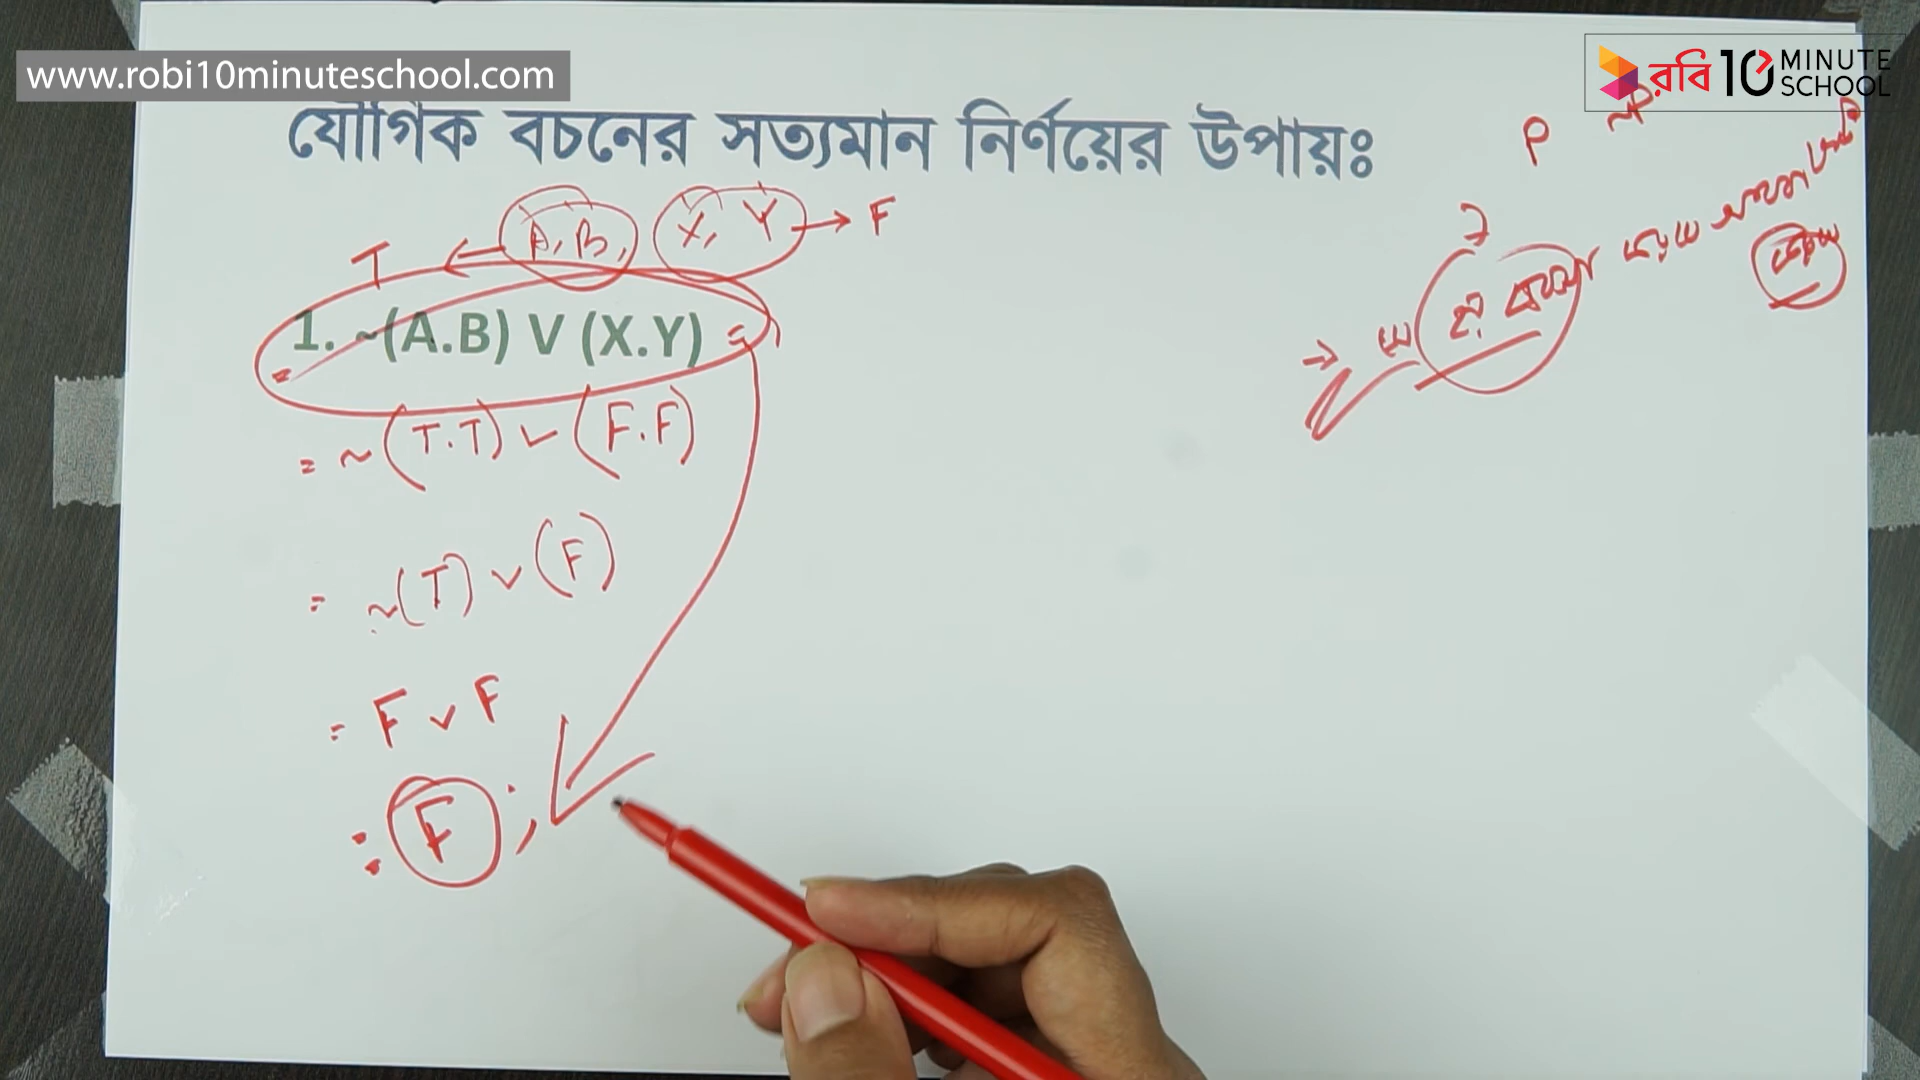 www.robi10minuteschool.com
রবি 10 MINUTE SCHOOL
যৌগিক বচনের সত্যমান নির্ণয়ের উপায়ঃ
P ~P
T ← A, B, X, Y → F
1. ~(A.B) V (X.Y) =
= ~(T.T) v (F.F)
= ~(T) v (F)
= F v F
= F ;